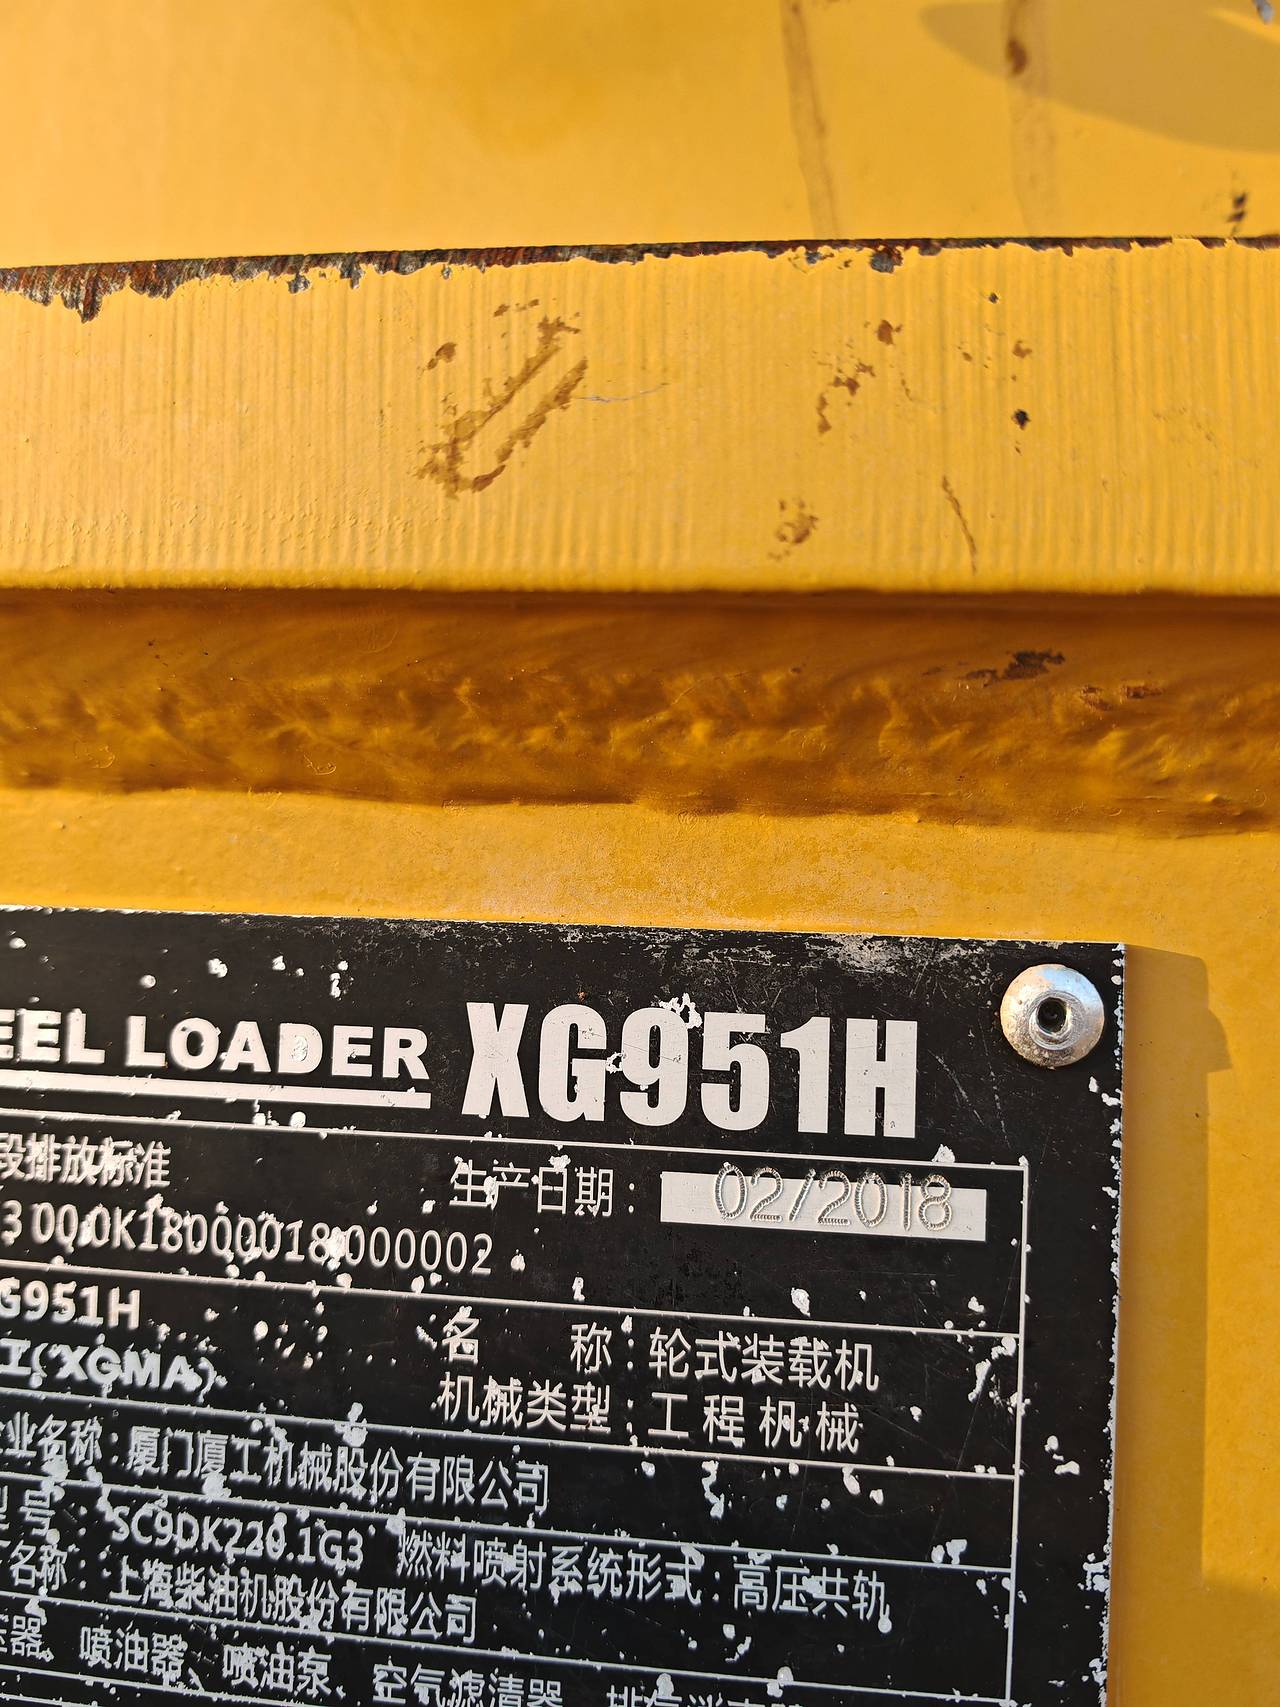 EEL LOADER XG951H
段排放标准
生产日期: 02/2018
3000K18000018000002
G951H
名 称: 轮式装载机
工(XGMA)
机械类型: 工程机械
业名称: 厦门厦工机械股份有限公司
型号: SC9DK220.1G3 燃料喷射系统形式: 高压共轨
名称: 上海柴油机股份有限公司
器、喷油器、喷油泵、空气滤清器、